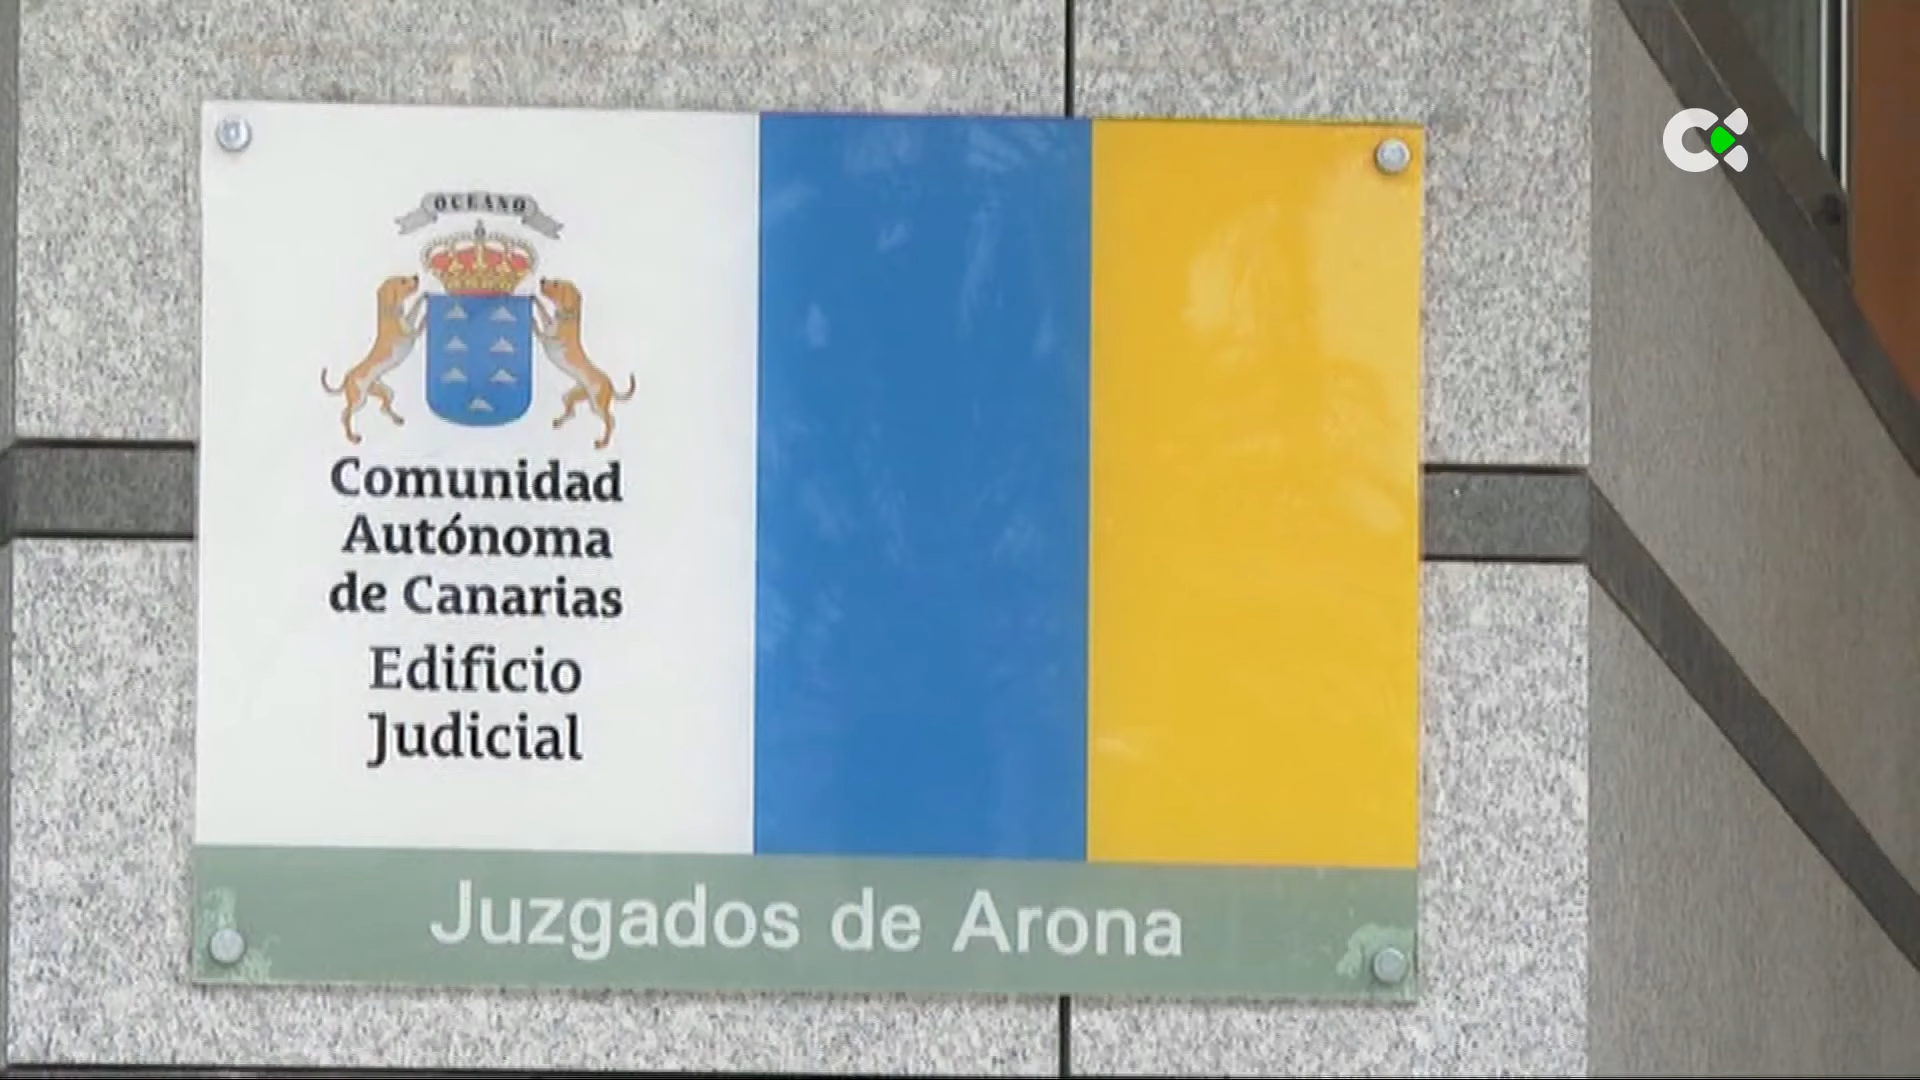 OCEANO
Comunidad
Autónoma
de Canarias
Edificio
Judicial
Juzgados de Arona